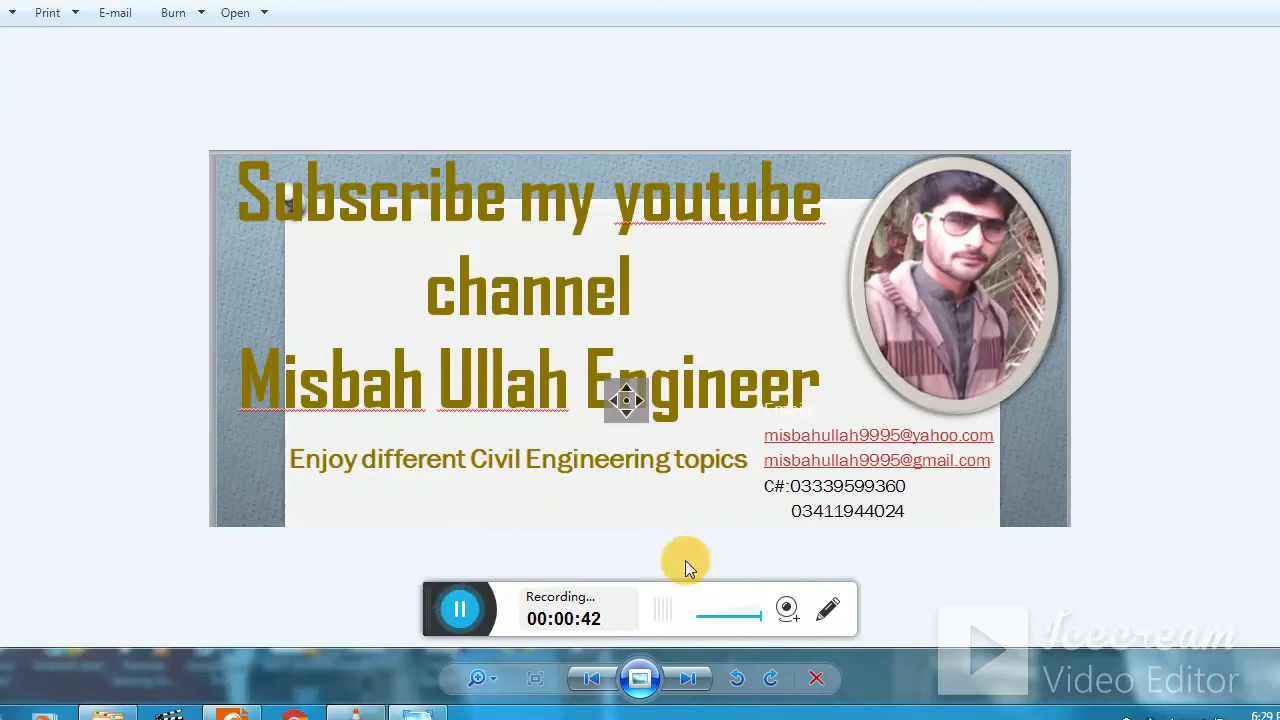 Print E-mail Burn Open
Subscribe my youtube
channel
Misbah Ullah Engineer
Email:
misbahullah9995@yahoo.com
Enjoy different Civil Engineering topics
misbahullah9995@gmail.com
C#:03339599360
03411944024
Recording...
00:00:42
Icecream
Video Editor